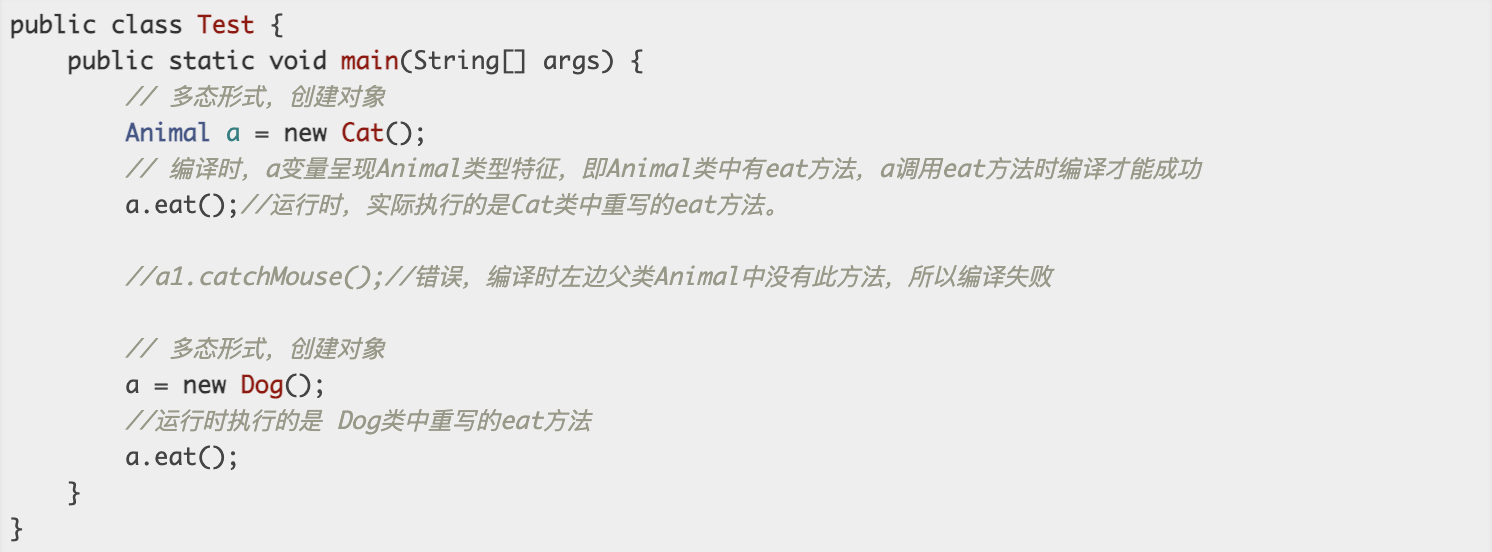 public class Test {
    public static void main(String[] args) {
        // 多态形式，创建对象
        Animal a = new Cat();
        // 编译时，a变量呈现Animal类型特征，即Animal类中有eat方法，a调用eat方法时编译才能成功
        a.eat();//运行时，实际执行的是Cat类中重写的eat方法。
        //a1.catchMouse();//错误，编译时左边父类Animal中没有此方法，所以编译失败
        // 多态形式，创建对象
        a = new Dog();
        //运行时执行的是 Dog类中重写的eat方法
        a.eat();
    }
}